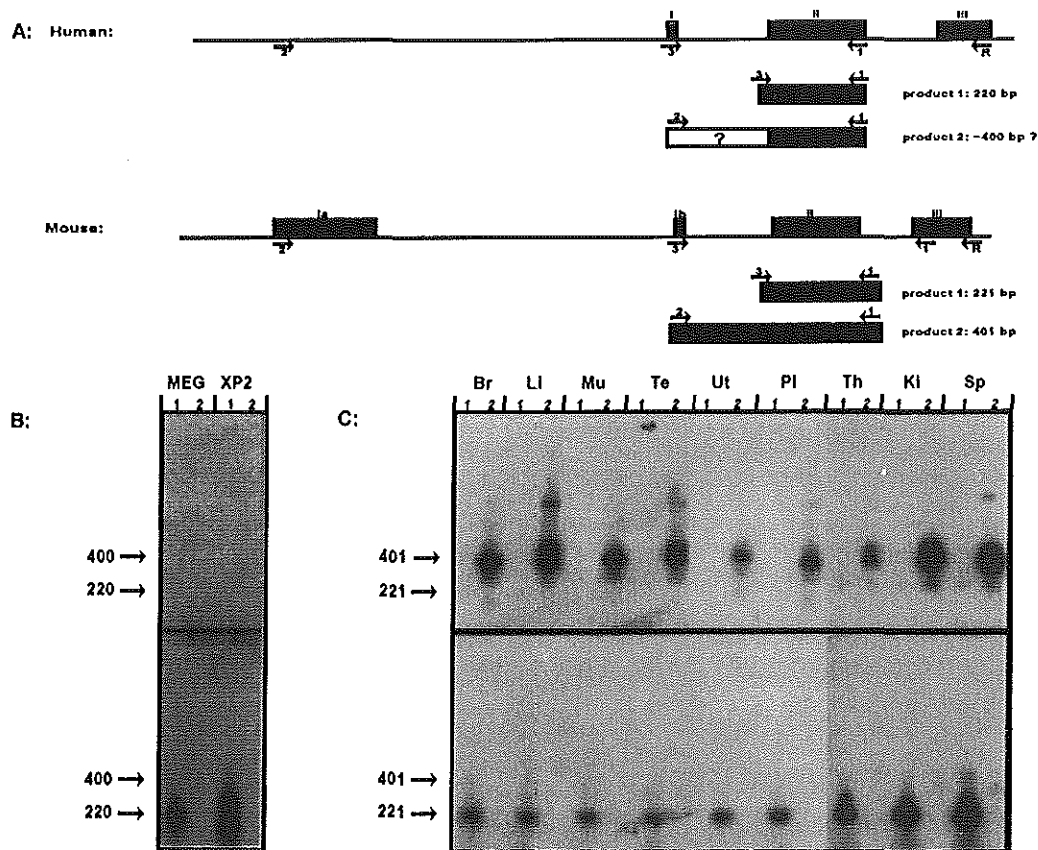 A: Human:
I II III
2 3 1 R
3 1
product 1: 220 bp
2 1
? product 2: ~400 bp ?
Mouse:
Ia Ib II III
2 3 1 R
3 1
product 1: 221 bp
2 1
product 2: 401 bp
B:
MEG XP2
1 2 1 2
400
220
400
220
C:
Br Li Mu Te Ut Pl Th Ki Sp
1 2 1 2 1 2 1 2 1 2 1 2 1 2 1 2 1 2
401
221
401
221